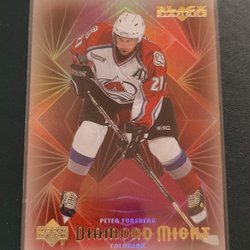 BLACK
DIAMOND
A
21
PETER FORSBERG
DIAMOND MIGHT
COLORADO